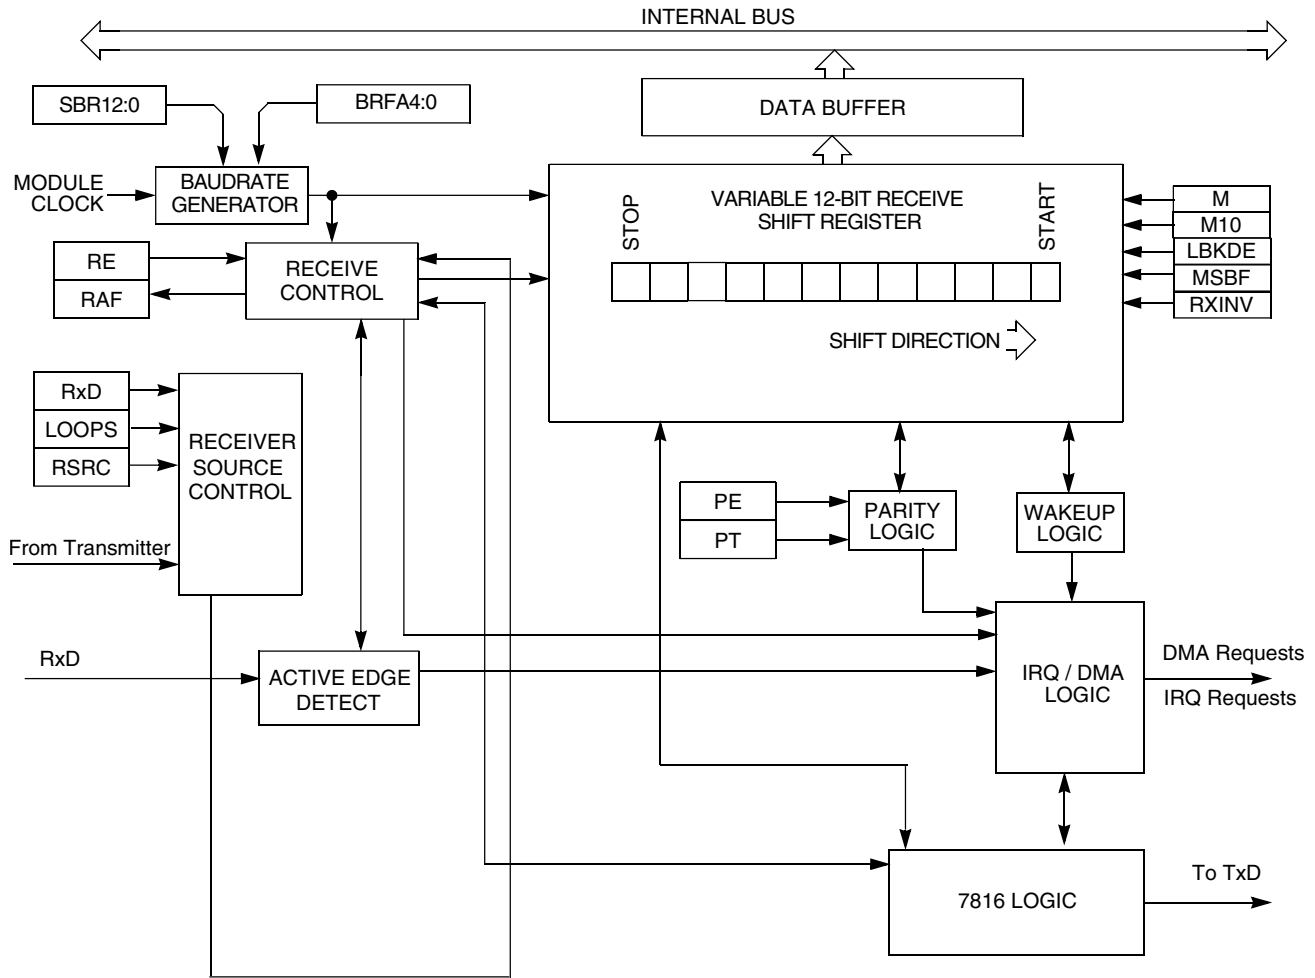 INTERNAL BUS
SBR12:0
BRFA4:0
DATA BUFFER
MODULE
CLOCK
BAUDRATE
GENERATOR
VARIABLE 12-BIT RECEIVE
SHIFT REGISTER
STOP
START
M
M10
LBKDE
MSBF
RXINV
RE
RAF
RECEIVE
CONTROL
SHIFT DIRECTION
RxD
LOOPS
RSRC
RECEIVER
SOURCE
CONTROL
From Transmitter
PE
PT
PARITY
LOGIC
WAKEUP
LOGIC
RxD
ACTIVE EDGE
DETECT
IRQ / DMA
LOGIC
DMA Requests
IRQ Requests
7816 LOGIC
To TxD